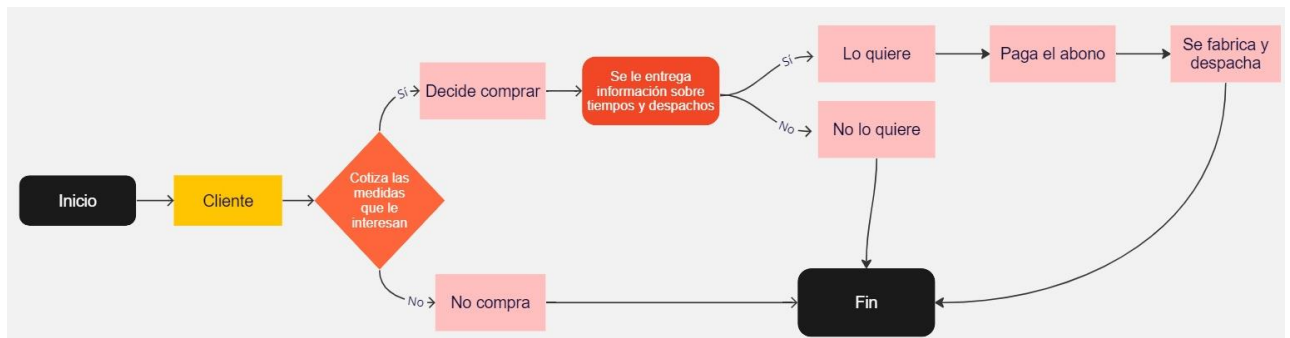 Inicio
Cliente
Cotiza las
medidas
que le
interesan
Sí
Decide comprar
Se le entrega
información sobre
tiempos y despachos
Sí
Lo quiere
Paga el abono
Se fabrica y
despacha
No
No lo quiere
No
No compra
Fin